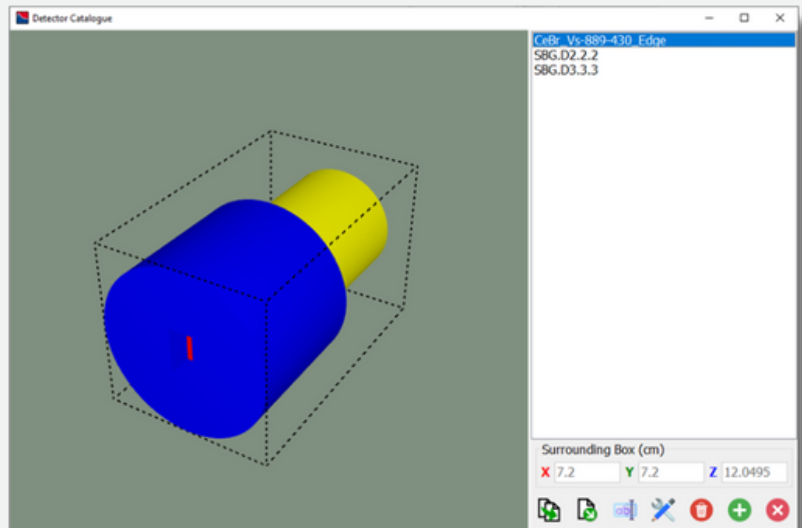 Detector Catalogue
CeBr_Vs-889-430_Edge
SBG.D2.2.2
SBG.D3.3.3
Surrounding Box (cm)
X 7.2 Y 7.2 Z 12.0495
ab